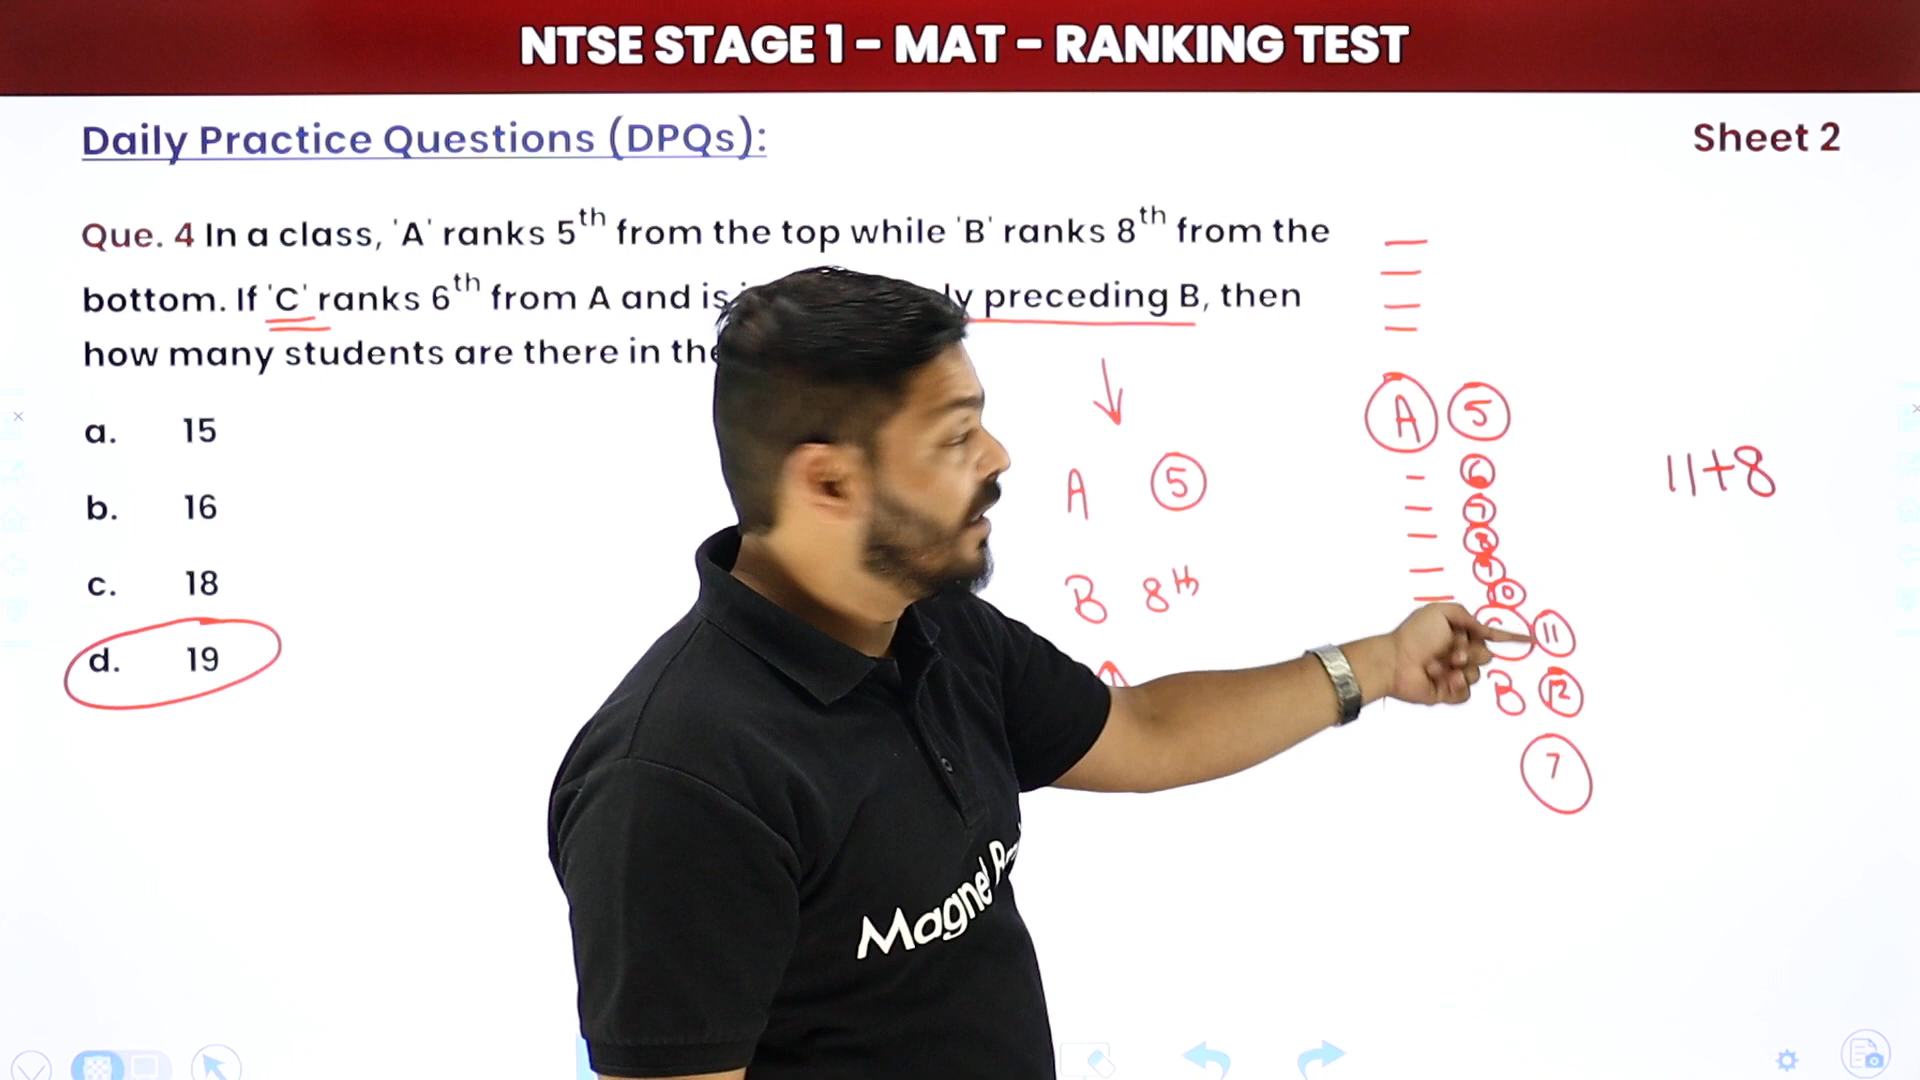 NTSE STAGE 1 - MAT - RANKING TEST
Daily Practice Questions (DPQs):
Sheet 2
Que. 4 In a class, 'A' ranks 5th from the top while 'B' ranks 8th from the
bottom. If 'C' ranks 6th from A and is preceding B, then
how many students are there in
a. 15
b. 16
c. 18
d. 19
A 5
B 8th
A 5
6
7
8
10
11
B 12
7
11+8
Magnet